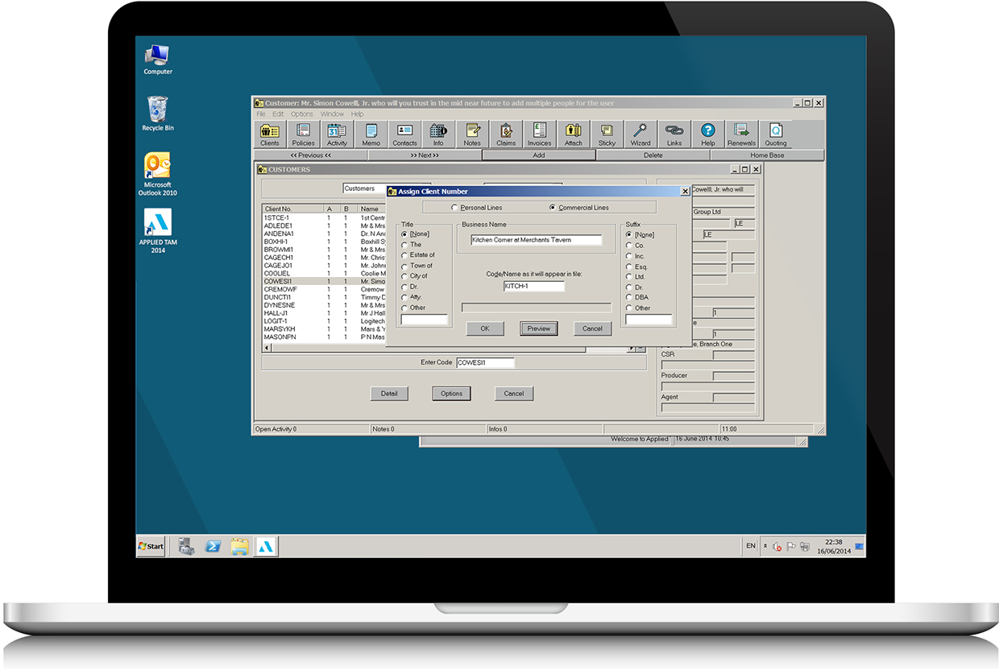 Computer
Recycle Bin
Microsoft
Outlook 2010
APPLIED TAM
2014
Customer: Mr. Simon Cowell, Jr. who will you trust in the mid near future to add multiple people for the user
File Edit Options Window Help
Clients Policies Activity Memo Contacts Info Notes Claims Invoices Attach Sticky Wizard Links Help Renewals Quoting
<< Previous << >> Next >> Add Delete Home Base
CUSTOMERS
Customers
Client No. A B Name
1STCE-1 1 1 1st Centr
ADLEDE1 1 1 Mr & Mrs
ANDENA1 1 1 Dr. N An
BOXHI-1 1 1 Boxhill S
BROWMI1 1 1 Mr & Mrs
CAGECH1 1 1 Mr. Chris
CAGEJO1 1 1 Mr. John
COOLIEL 1 1 Coolie M
COWESI1 1 1 Mr. Simo
CREMOWF 1 1 Cremow
DUNCTI1 1 1 Timmy D
DYNESNE 1 1 Mr & Mrs
HALL-J1 1 1 Mr J Hall
LOGIT-1 1 1 Logitech
MARSYKH 1 1 Mars & Y
MASONPN 1 1 P N Mas
Enter Code COWESI1
Detail Options Cancel
Assign Client Number
Personal Lines Commercial Lines
Title
[None]
The
Estate of
Town of
City of
Dr.
Atty.
Other
Business Name
Kitchen Corner at Merchants Tavern
Code/Name as it will appear in file:
KITCH-1
OK Preview Cancel
Suffix
[None]
Co.
Inc.
Esq.
Ltd.
Dr.
DBA
Other
Cowelll, Jr. who will
Group Ltd
LE
LE
1
e
1
e, Branch One
CSR
Producer
Agent
Open Activity 0 Notes 0 Infos 0 11:00
Welcome to Applied 16 June 2014 10:45
Start
EN
22:38
16/06/2014